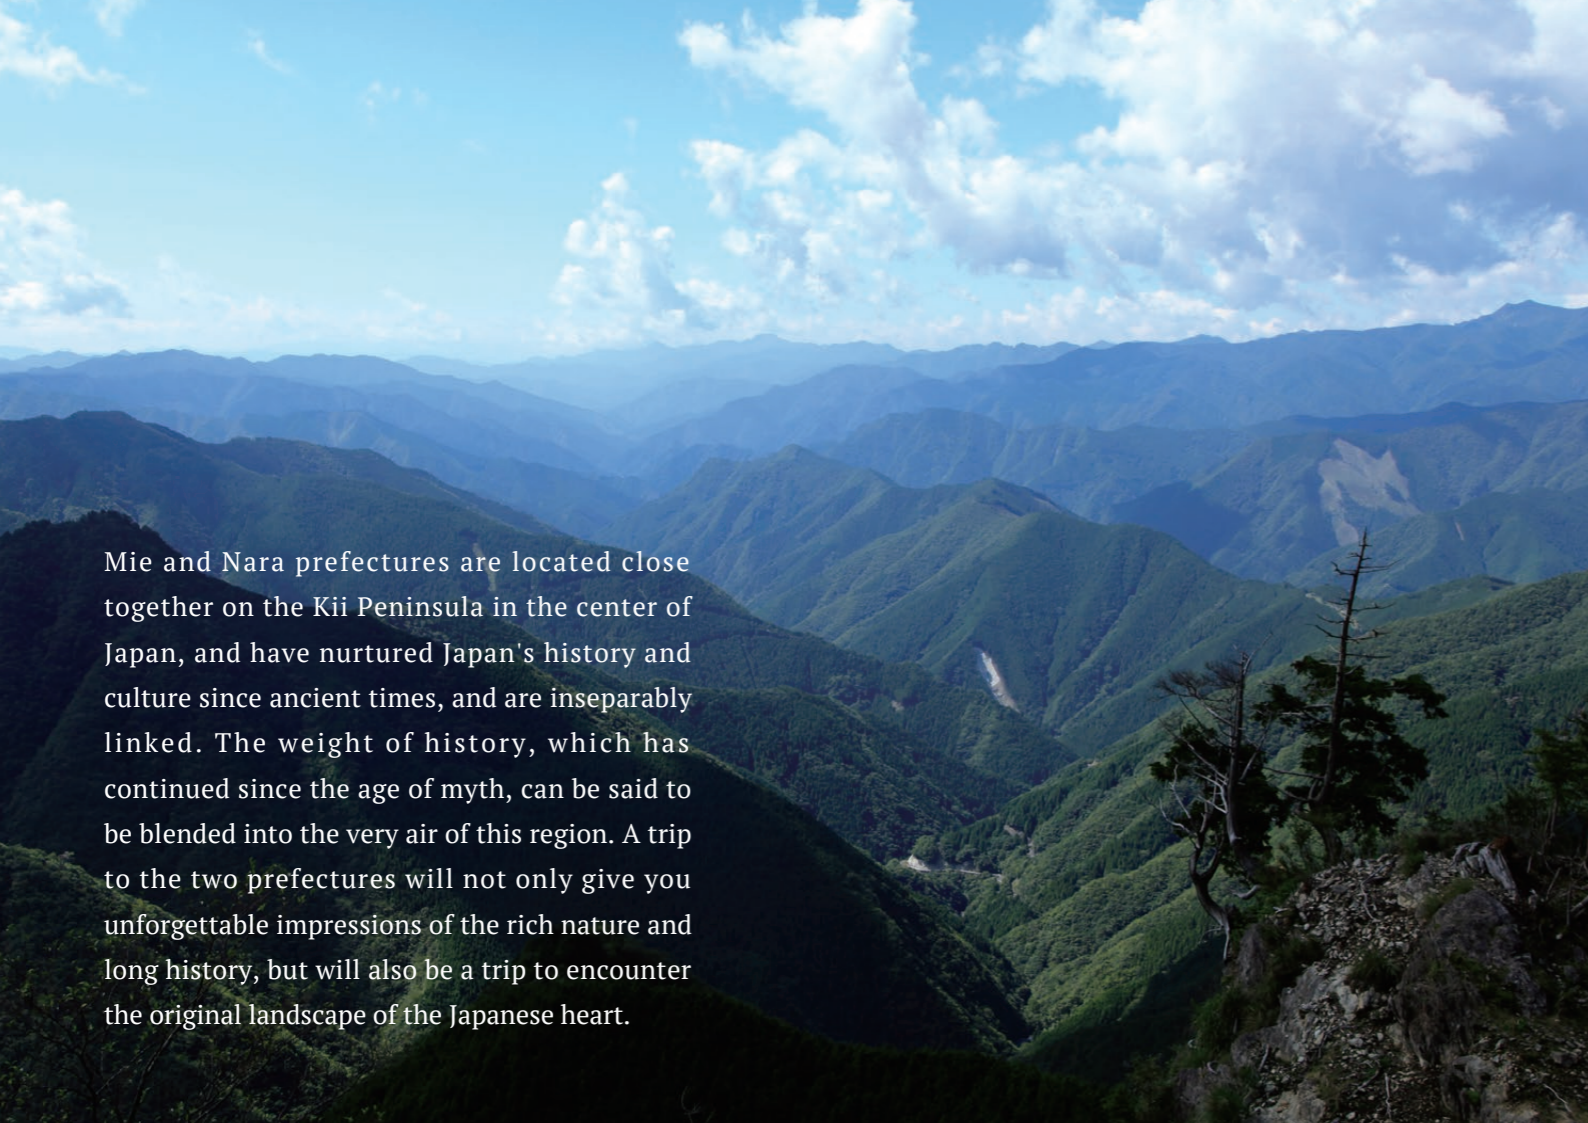 Mie and Nara prefectures are located close
together on the Kii Peninsula in the center of
Japan, and have nurtured Japan's history and
culture since ancient times, and are inseparably
linked. The weight of history, which has
continued since the age of myth, can be said to
be blended into the very air of this region. A trip
to the two prefectures will not only give you
unforgettable impressions of the rich nature and
long history, but will also be a trip to encounter
the original landscape of the Japanese heart.